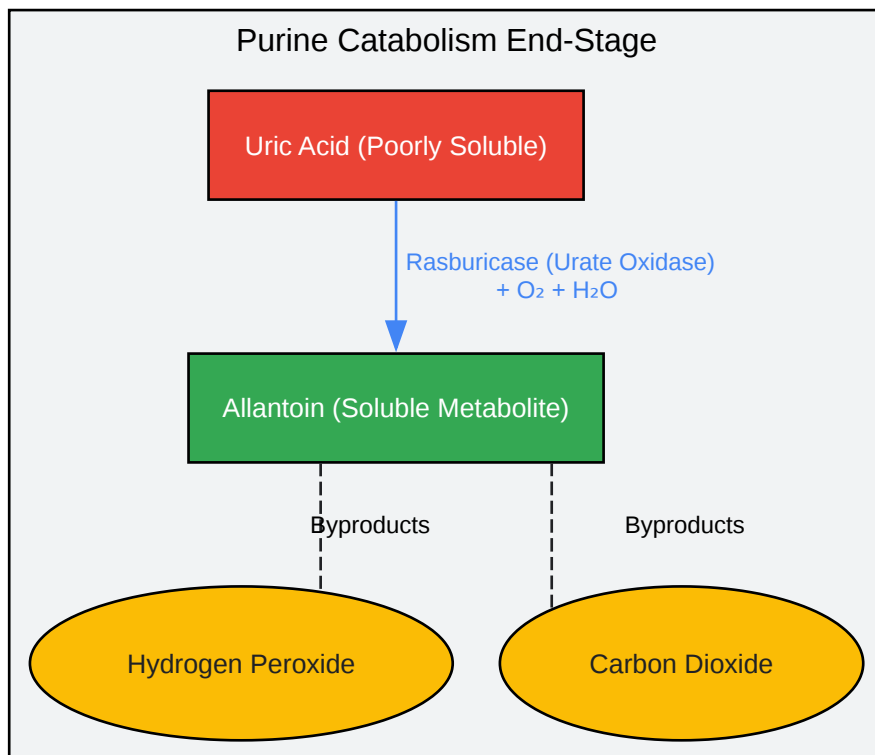 Purine Catabolism End-Stage
Uric Acid (Poorly Soluble)
Rasburicase (Urate Oxidase)
+ O₂ + H₂O
Allantoin (Soluble Metabolite)
Byproducts
Byproducts
Hydrogen Peroxide
Carbon Dioxide